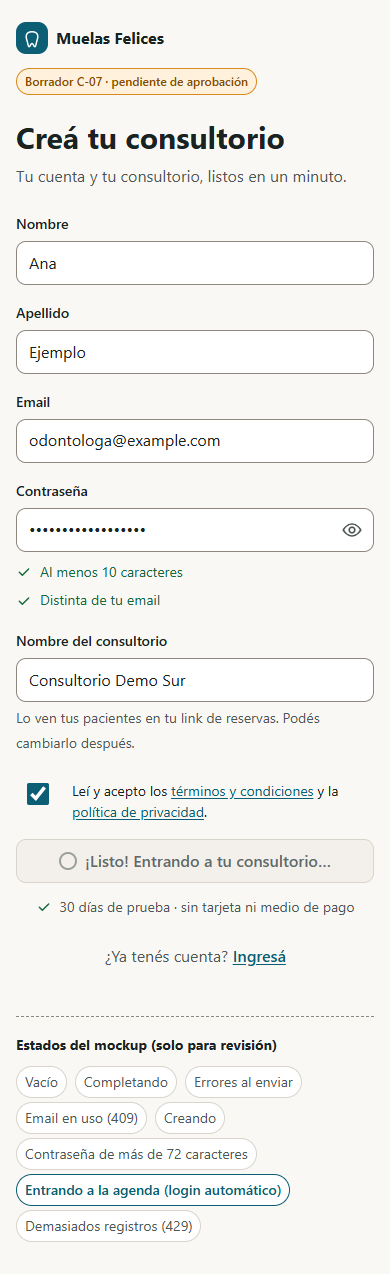 Muelas Felices
Borrador C-07 · pendiente de aprobación
Creá tu consultorio
Tu cuenta y tu consultorio, listos en un minuto.
Nombre
Ana
Apellido
Ejemplo
Email
odontologa@example.com
Contraseña
••••••••••••••••••
Al menos 10 caracteres
Distinta de tu email
Nombre del consultorio
Consultorio Demo Sur
Lo ven tus pacientes en tu link de reservas. Podés
cambiarlo después.
Leí y acepto los términos y condiciones y la
política de privacidad.
¡Listo! Entrando a tu consultorio...
30 días de prueba · sin tarjeta ni medio de pago
¿Ya tenés cuenta? Ingresá
Estados del mockup (solo para revisión)
Vacío Completando Errores al enviar
Email en uso (409) Creando
Contraseña de más de 72 caracteres
Entrando a la agenda (login automático)
Demasiados registros (429)